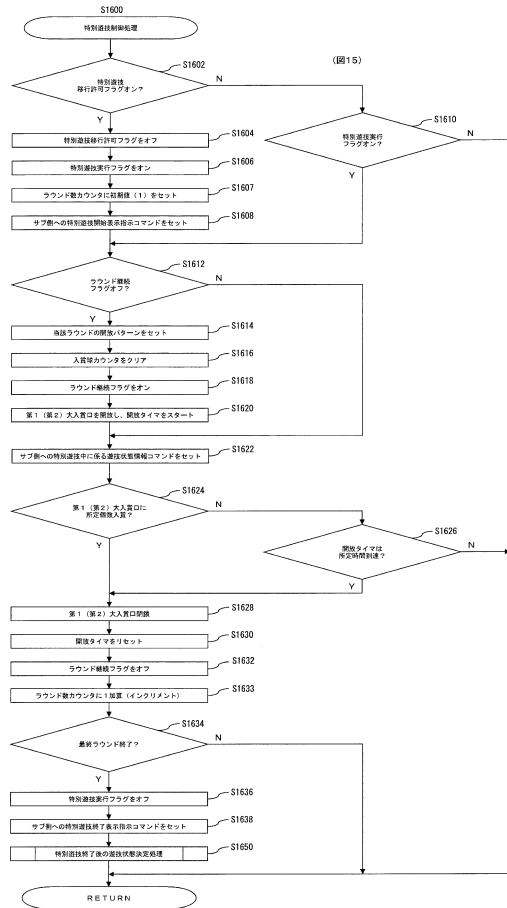 S1600
特別遊技制御処理
S1602
特別遊技
移行許可フラグオン?
N
Y
(図15)
S1610
特別遊技実行
フラグオン?
N
Y
特別遊技移行許可フラグをオフ
S1604
特別遊技実行フラグをオン
S1606
ラウンド数カウンタに初期値(1)をセット
S1607
サブ側への特別遊技開始表示指示コマンドをセット
S1608
S1612
ラウンド継続
フラグオフ?
N
Y
当該ラウンドの開放パターンをセット
S1614
入賞球カウンタをクリア
S1616
ラウンド継続フラグをオン
S1618
第1(第2)大入賞口を開放し、開放タイマをスタート
S1620
サブ側への特別遊技中に係る遊技状態情報コマンドをセット
S1622
S1624
第1(第2)大入賞口に
所定個数入賞?
N
Y
S1626
開放タイマは
所定時間到達?
N
Y
第1(第2)大入賞口閉鎖
S1628
開放タイマをリセット
S1630
ラウンド継続フラグをオフ
S1632
ラウンド数カウンタに1加算(インクリメント)
S1633
S1634
最終ラウンド終了?
N
Y
特別遊技実行フラグをオフ
S1636
サブ側への特別遊技終了表示指示コマンドをセット
S1638
特別遊技終了後の遊技状態決定処理
S1650
RETURN